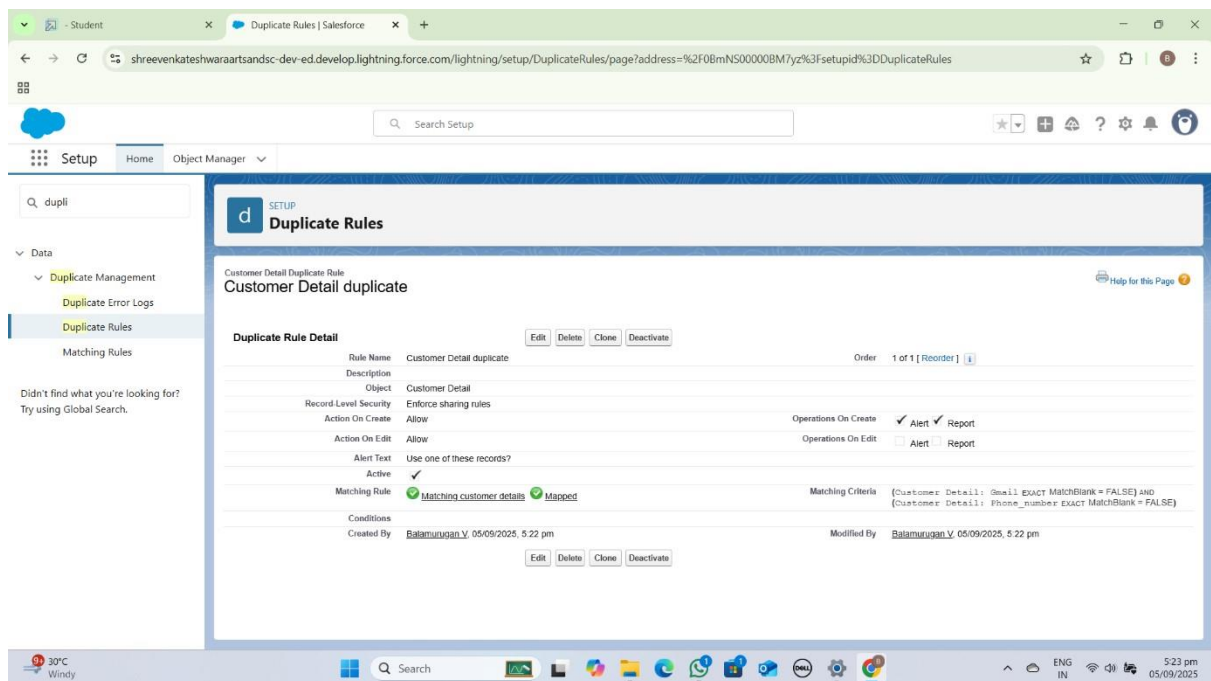 - Student
Duplicate Rules | Salesforce
shreevenkateshwaraartsandsc-dev-ed.develop.lightning.force.com/lightning/setup/DuplicateRules/page?address=%2F0BmNS00000BM7yz%3Fsetupid%3DDuplicateRules
B
Search Setup
Setup Home Object Manager
dupli
d SETUP
Duplicate Rules
Data
Duplicate Management
Duplicate Error Logs
Duplicate Rules
Matching Rules
Didn't find what you're looking for?
Try using Global Search.
Customer Detail Duplicate Rule
Customer Detail duplicate
Help for this Page ?
Duplicate Rule Detail Edit Delete Clone Deactivate
Rule Name Customer Detail duplicate Order 1 of 1 [ Reorder ] i
Description
Object Customer Detail
Record-Level Security Enforce sharing rules
Action On Create Allow Operations On Create Alert Report
Action On Edit Allow Operations On Edit Alert Report
Alert Text Use one of these records?
Active
Matching Rule Matching customer details Mapped Matching Criteria (Customer Detail: Gmail EXACT MatchBlank = FALSE) AND
(Customer Detail: Phone_number EXACT MatchBlank = FALSE)
Conditions
Created By Balamurugan V, 05/09/2025, 5:22 pm Modified By Balamurugan V, 05/09/2025, 5:22 pm
Edit Delete Clone Deactivate
9+ 30°C
Windy
Search
DELL
ENG
IN
5:23 pm
05/09/2025